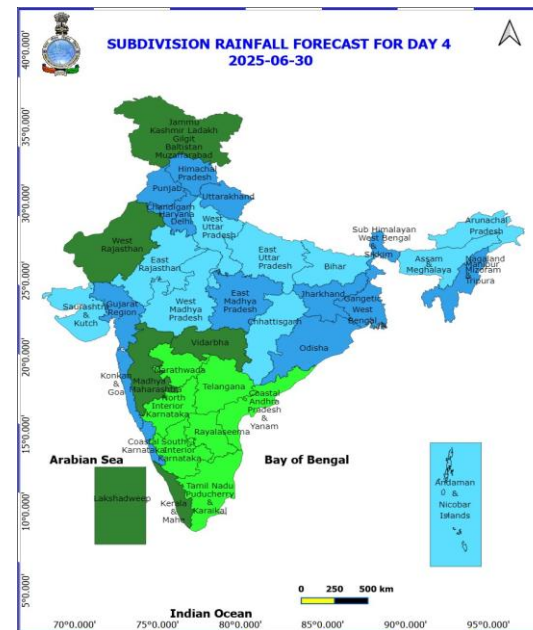 SUBDIVISION RAINFALL FORECAST FOR DAY 4
2025-06-30
40°0.000'
35°0.000'
30°0.000'
25°0.000'
20°0.000'
15°0.000'
10°0.000'
5°0.000'
Jammu
Kashmir Ladakh
Gilgit
Baltistan
Muzaffarabad
Himachal
Pradesh
Punjab
Uttarakhand
Chandigarh
Haryana
Delhi
West
Uttar
Pradesh
West
Rajasthan
East
Rajasthan
East
Uttar
Pradesh
Bihar
Sub Himalayan
West Bengal
&
Sikkim
Arunachal
Pradesh
Assam
&
Meghalaya
Nagaland
Manipur
Mizoram
Tripura
Saurashtra
&
Kutch
Gujarat
Region
West
Madhya
Pradesh
East
Madhya
Pradesh
Jharkhand
Gangetic
West
Bengal
Chhattisgarh
Odisha
Vidarbha
Konkan
&
Goa
Madhya
Maharashtra
Marathwada
Telangana
North
Interior
Karnataka
Coastal
Andhra
Pradesh
&
Yanam
Rayalaseema
Coastal
Karnataka
South
Interior
Karnataka
Tamil Nadu
Puducherry
&
Karaikal
Kerala
&
Mahe
Lakshadweep
Andaman
&
Nicobar
Islands
Arabian Sea
Bay of Bengal
Indian Ocean
0 250 500 km
70°0.000' 75°0.000' 80°0.000' 85°0.000' 90°0.000' 95°0.000'